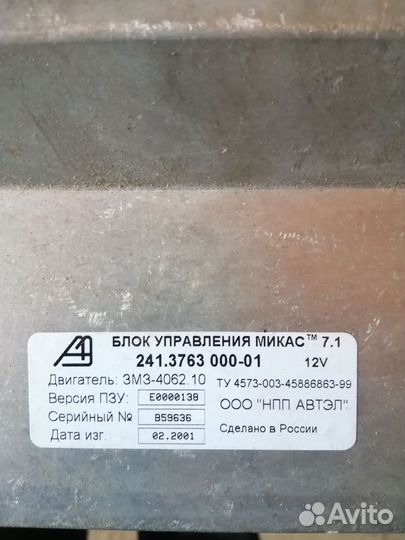 БЛОК УПРАВЛЕНИЯ МИКАС™ 7.1
241.3763 000-01 12V
Двигатель: ЗМЗ-4062.10 ТУ 4573-003-45886863-99
Версия ПЗУ: E0000138 ООО "НПП АВТЭЛ"
Серийный № B59636
Сделано в России
Дата изг. 02.2001
Avito